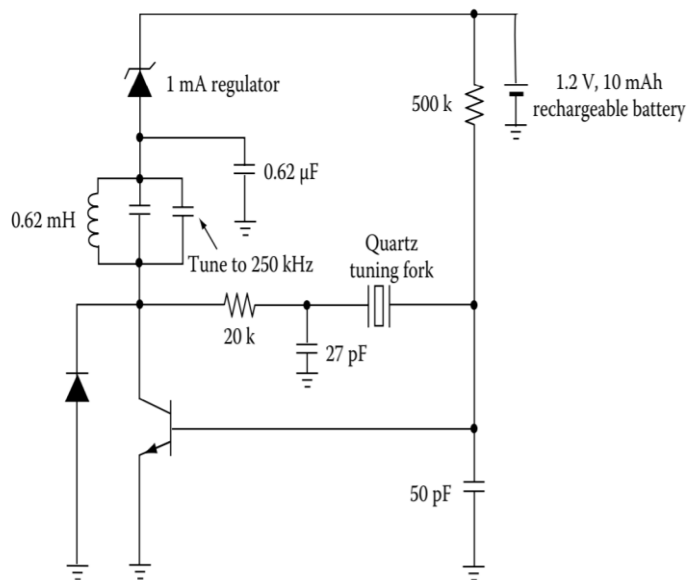 1 mA regulator
500 k
1.2 V, 10 mAh
rechargeable battery
0.62 μF
0.62 mH
Tune to 250 kHz
Quartz
tuning fork
20 k
27 pF
50 pF